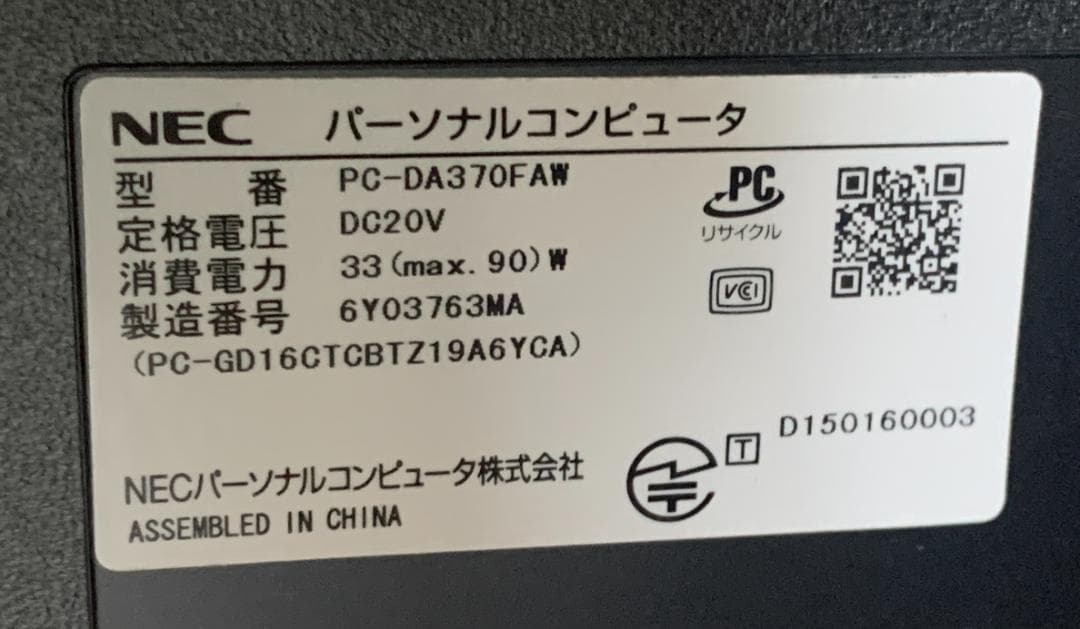 NEC パーソナルコンピュータ
型番 PC-DA370FAW
定格電圧 DC20V
消費電力 33(max.90)W
製造番号 6Y03763MA
(PC-GD16CTCBTZ19A6YCA)
PC
リサイクル
VCI
T D150160003
NECパーソナルコンピュータ株式会社
ASSEMBLED IN CHINA